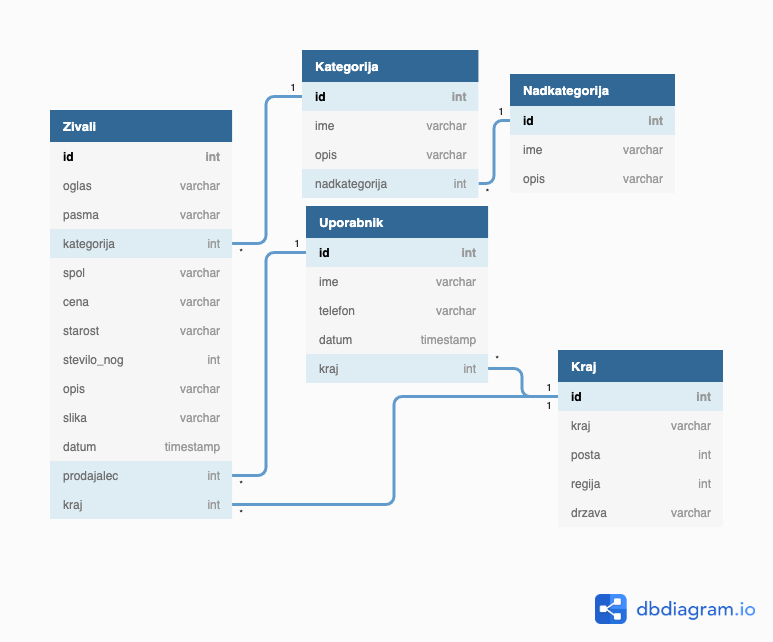 Zivali
id int
oglas varchar
pasma varchar
kategorija int
spol varchar
cena varchar
starost varchar
stevilo_nog int
opis varchar
slika varchar
datum timestamp
prodajalec int
kraj int
Kategorija
id int
ime varchar
opis varchar
nadkategorija int
Nadkategorija
id int
ime varchar
opis varchar
Uporabnik
id int
ime varchar
telefon varchar
datum timestamp
kraj int
Kraj
id int
kraj varchar
posta int
regija int
drzava varchar
1
*
1
*
1
*
*
1
1
*
dbdiagram.io